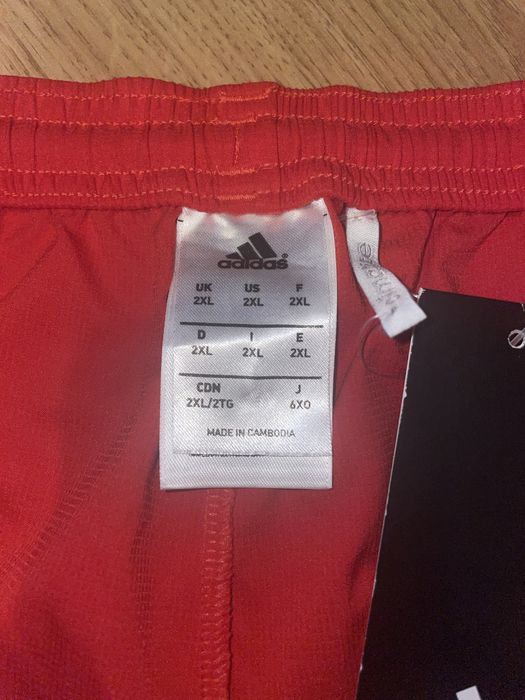 adidas
UK US F
2XL 2XL 2XL
D I E
2XL 2XL 2XL
CDN J
2XL/2TG 6XO
MADE IN CAMBODIA